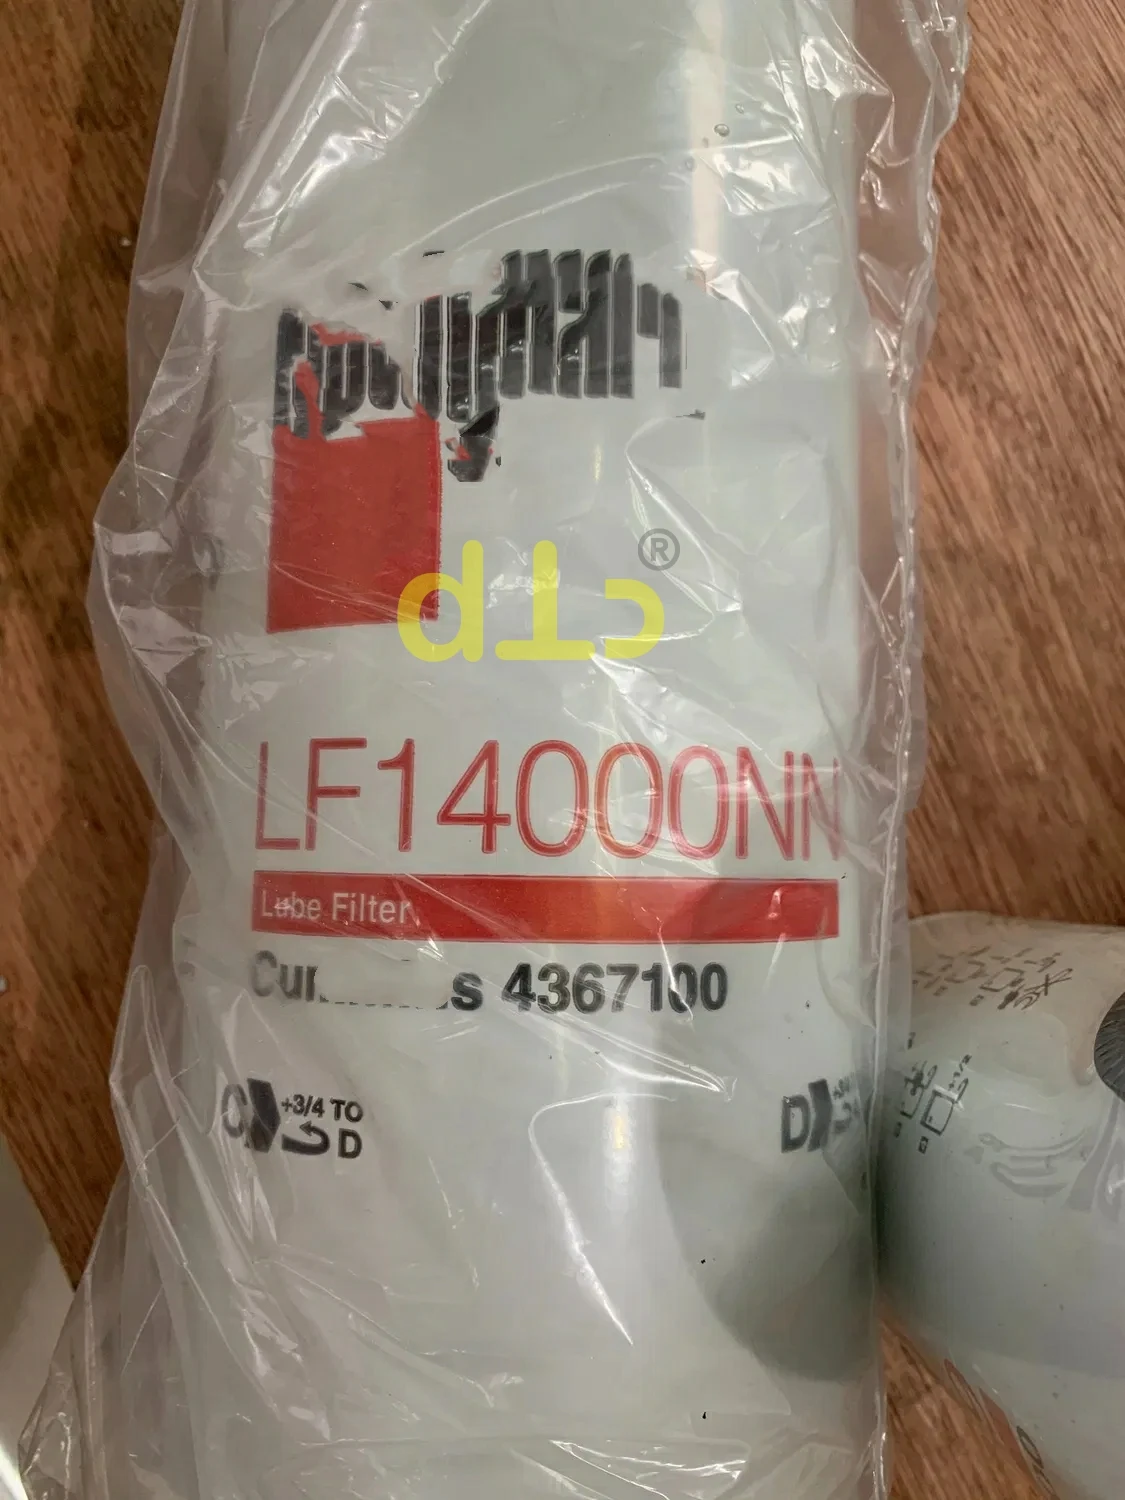 ®
LF14000NN
Lube Filter
4367100
C +3/4 TO
D
D